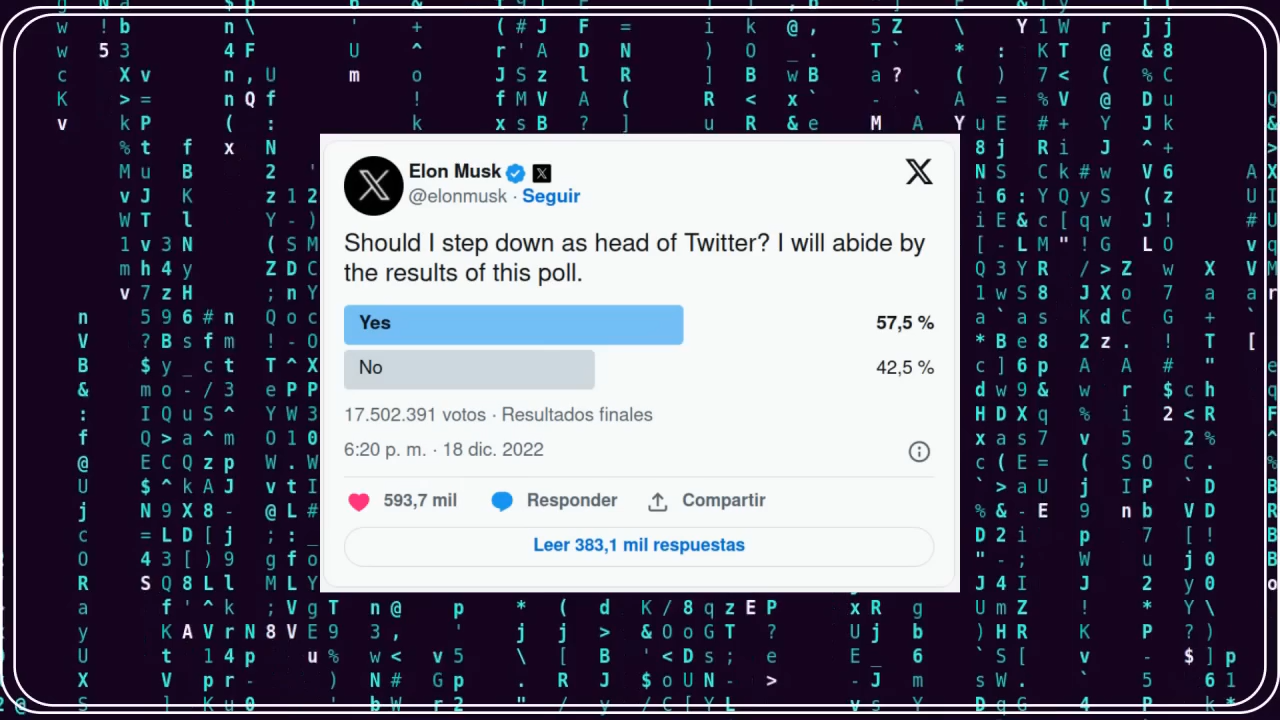 Elon Musk
@elonmusk · Seguir
Should I step down as head of Twitter? I will abide by
the results of this poll.
Yes 57,5 %
No 42,5 %
17.502.391 votos · Resultados finales
6:20 p. m. · 18 dic. 2022
593,7 mil Responder Compartir
Leer 383,1 mil respuestas